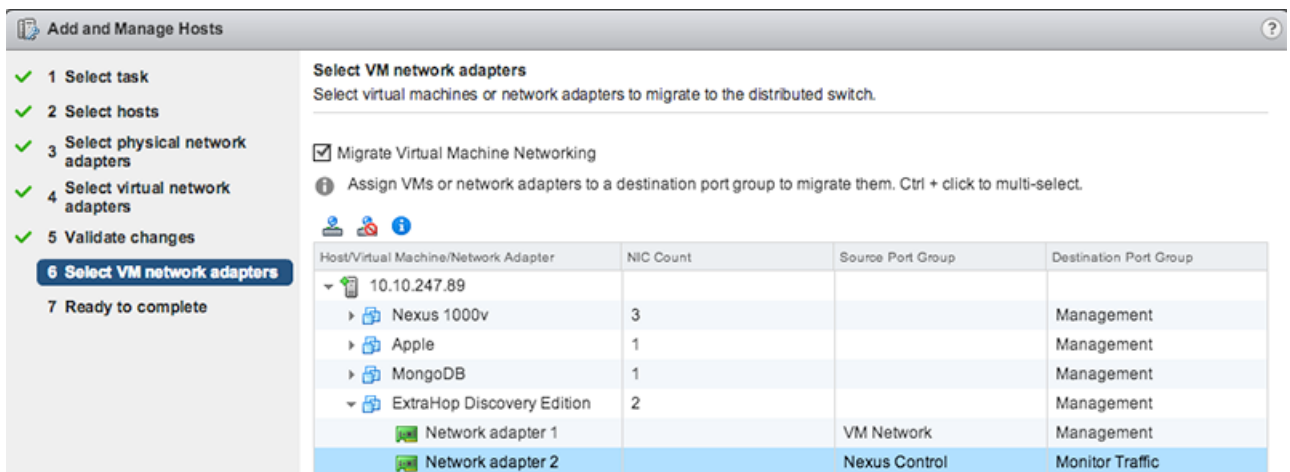 Add and Manage Hosts
?
1 Select task
2 Select hosts
3 Select physical network
adapters
4 Select virtual network
adapters
5 Validate changes
6 Select VM network adapters
7 Ready to complete
Select VM network adapters
Select virtual machines or network adapters to migrate to the distributed switch.
Migrate Virtual Machine Networking
Assign VMs or network adapters to a destination port group to migrate them. Ctrl + click to multi-select.
Host/Virtual Machine/Network Adapter NIC Count Source Port Group Destination Port Group
10.10.247.89
Nexus 1000v 3 Management
Apple 1 Management
MongoDB 1 Management
ExtraHop Discovery Edition 2 Management
Network adapter 1 VM Network Management
Network adapter 2 Nexus Control Monitor Traffic